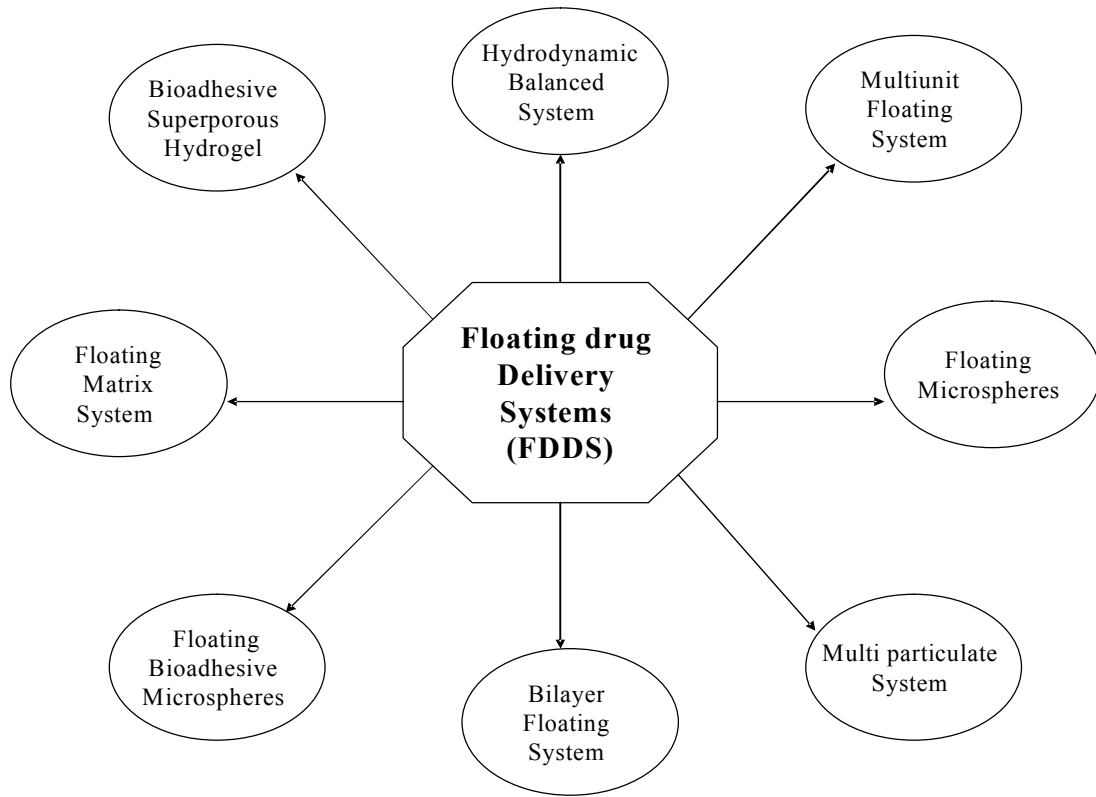 Hydrodynamic
Balanced
System
Bioadhesive
Superporous
Hydrogel
Multiunit
Floating
System
Floating drug
Delivery
Systems
(FDDS)
Floating
Matrix
System
Floating
Microspheres
Floating
Bioadhesive
Microspheres
Multi particulate
System
Bilayer
Floating
System